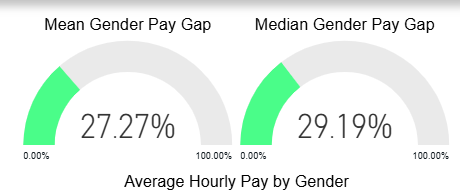 Mean Gender Pay Gap
Median Gender Pay Gap
27.27%
29.19%
0.00%
100.00%
0.00%
100.00%
Average Hourly Pay by Gender